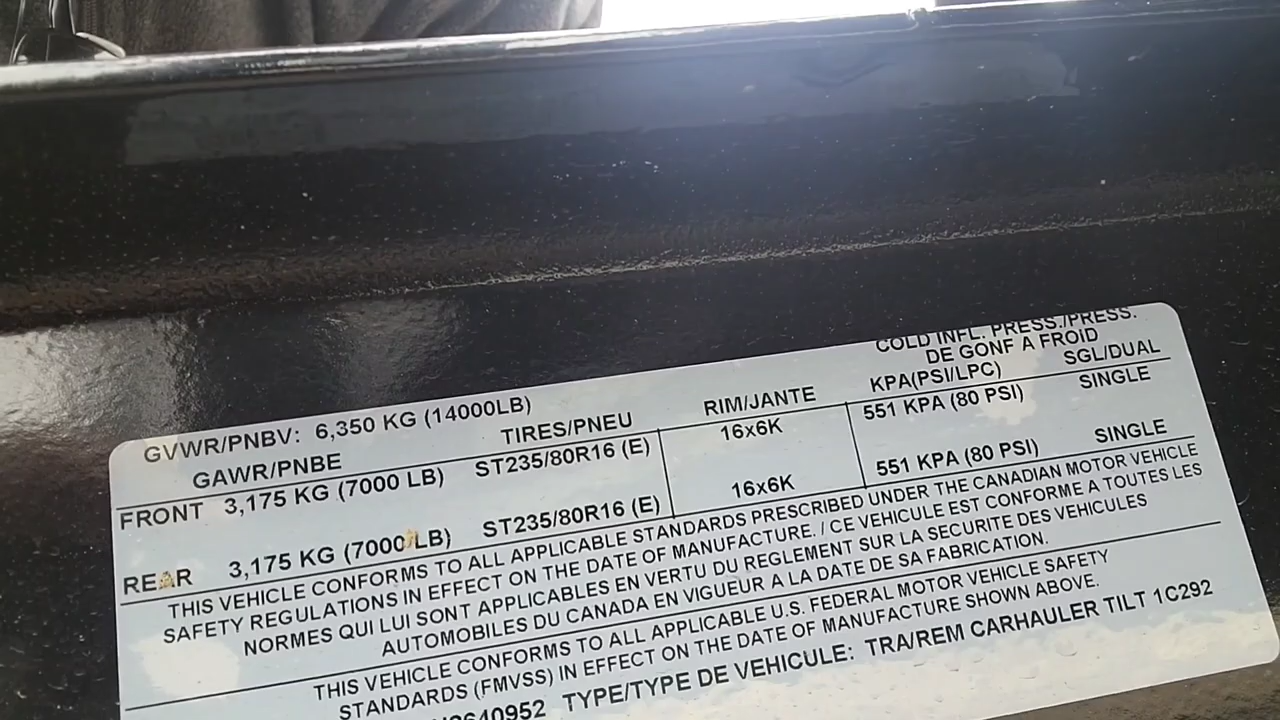 COLD INFL. PRESS./PRESS.
DE GONF A FROID
GVWR/PNBV: 6,350 KG (14000LB)
GAWR/PNBE TIRES/PNEU RIM/JANTE KPA(PSI/LPC) SGL/DUAL
FRONT 3,175 KG (7000 LB) ST235/80R16 (E) 16x6K 551 KPA (80 PSI) SINGLE
REAR 3,175 KG (7000 LB) ST235/80R16 (E) 16x6K 551 KPA (80 PSI) SINGLE
THIS VEHICLE CONFORMS TO ALL APPLICABLE STANDARDS PRESCRIBED UNDER THE CANADIAN MOTOR VEHICLE
SAFETY REGULATIONS IN EFFECT ON THE DATE OF MANUFACTURE. / CE VEHICULE EST CONFORME A TOUTES LES
NORMES QUI LUI SONT APPLICABLES EN VERTU DU REGLEMENT SUR LA SECURITE DES VEHICULES
AUTOMOBILES DU CANADA EN VIGUEUR A LA DATE DE SA FABRICATION.
THIS VEHICLE CONFORMS TO ALL APPLICABLE U.S. FEDERAL MOTOR VEHICLE SAFETY
STANDARDS (FMVSS) IN EFFECT ON THE DATE OF MANUFACTURE SHOWN ABOVE.
TYPE/TYPE DE VEHICULE: TRA/REM CARHAULER TILT 1C292